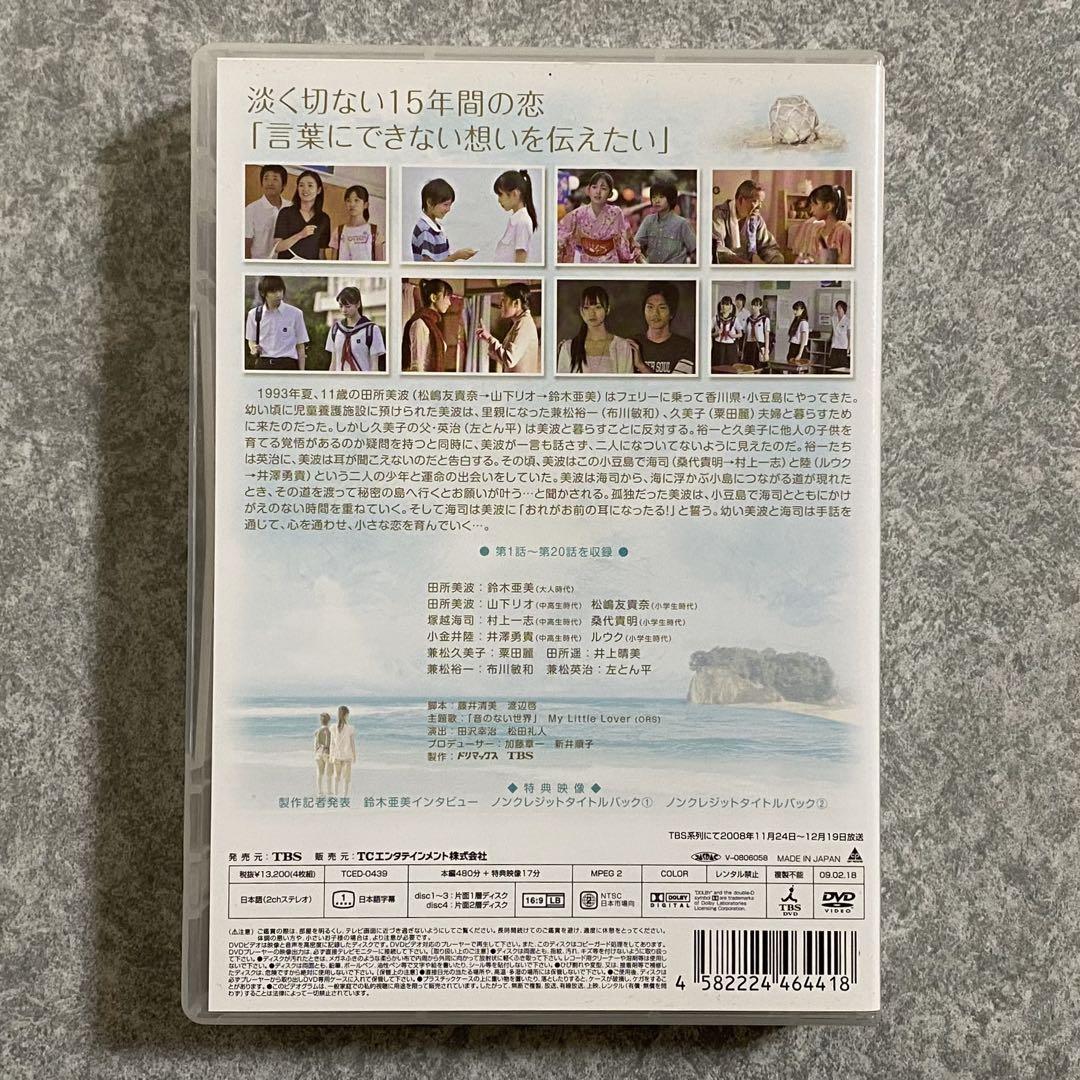 淡く切ない15年間の恋
「言葉にできない想いを伝えたい」
1993年夏、11歳の田所美波(松嶋友貴奈→山下リオ→鈴木亜美)はフェリーに乗って香川県・小豆島にやってきた。
幼い頃に児童養護施設に預けられた美波は、里親になった兼松裕一(布川敏和)、久美子(粟田麗)夫婦と暮らすため
に来たのだった。しかし久美子の父・英治(左とん平)は美波と暮らすことに反対する。裕一と久美子に他人の子供を
育てる覚悟があるのか疑問を持つと同時に、美波が一言も話さず、二人になついてないように見えたのだ。裕一たち
は英治に、美波は耳が聞こえないのだと告白する。その頃、美波はこの小豆島で海司(桑代貴明→村上一志)と陸(ルウク
→井澤勇貴)という二人の少年と運命の出会いをしていた。美波は海司から、海に浮かぶ小島につながる道が現れた
とき、その道を渡って秘密の島へ行くとお願いが叶う…と聞かされる。孤独だった美波は、小豆島で海司とともにかけ
がえのない時間を重ねていく。そして海司は美波に「おれがお前の耳になったる!」と誓う。幼い美波と海司は手話を
通じて、心を通わせ、小さな恋を育んでいく…。
● 第1話〜第20話を収録 ●
田所美波:鈴木亜美(大人時代)
田所美波:山下リオ(中高生時代) 松嶋友貴奈(小学生時代)
塚越海司:村上一志(中高生時代) 桑代貴明(小学生時代)
小金井陸:井澤勇貴(中高生時代) ルウク(小学生時代)
兼松久美子:粟田麗 田所遥:井上晴美
兼松裕一:布川敏和 兼松英治:左とん平
脚本:藤井清美 渡辺啓
主題歌:「音のない世界」 My Little Lover (ORS)
演出:田沢幸治 松田礼人
プロデューサー:加藤章一 新井順子
製作:ドリマックス TBS
◆ 特典映像 ◆
製作記者発表 鈴木亜美インタビュー ノンクレジットタイトルバック① ノンクレジットタイトルバック②
TBS系列にて2008年11月24日〜12月19日放送
発売元:TBS 販売元:TCエンタテインメント株式会社
V-0806058 MADE IN JAPAN
税抜¥13,200(4枚組) TCED-0439 本編480分+特典映像17分 MPEG 2 COLOR レンタル禁止 複製不能 09.02.18
日本語(2chステレオ) 1 日本語字幕 disc1〜3:片面1層ディスク
disc4:片面2層ディスク 16:9 LB 2 NTSC
日本市場向 DOLBY DIGITAL "DOLBY" and the double-D
symbol are trademarks
of Dolby Laboratories
Licensing Corporation. TBS DVD DVD VIDEO
4 582224 464418